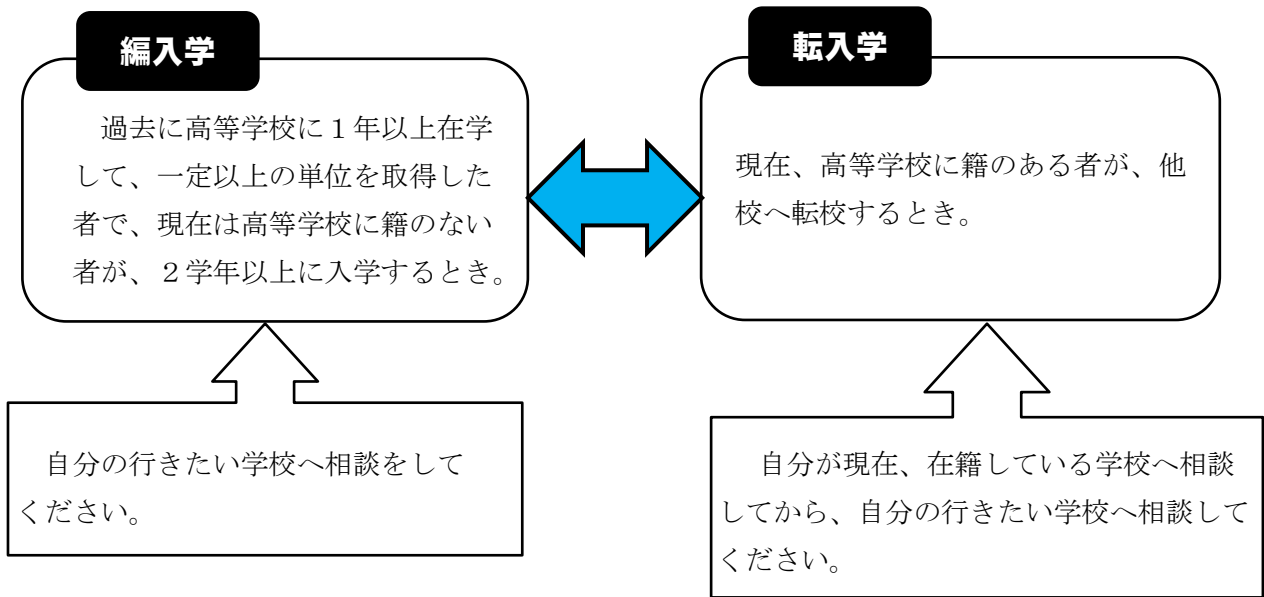 編入学
　過去に高等学校に１年以上在学
して、一定以上の単位を取得した
者で、現在は高等学校に籍のない
者が、２学年以上に入学するとき。
自分の行きたい学校へ相談をして
ください。
転入学
現在、高等学校に籍のある者が、他
校へ転校するとき。
自分が現在、在籍している学校へ相談
してから、自分の行きたい学校へ相談して
ください。